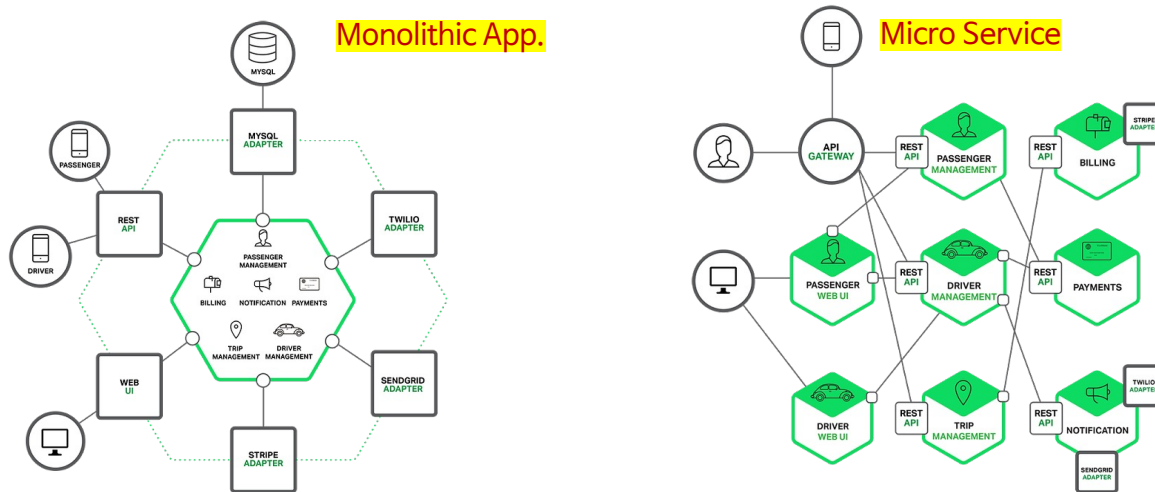 Monolithic App.
MYSQL
MYSQL
ADAPTER
PASSENGER
REST
API
TWILIO
ADAPTER
DRIVER
PASSENGER
MANAGEMENT
BILLING
NOTIFICATION
PAYMENTS
TRIP
MANAGEMENT
DRIVER
MANAGEMENT
WEB
UI
SENDGRID
ADAPTER
STRIPE
ADAPTER
Micro Service
API
GATEWAY
REST
API
PASSENGER
MANAGEMENT
REST
API
BILLING
STRIPE
ADAPTER
PASSENGER
WEB UI
REST
API
DRIVER
MANAGEMENT
REST
API
PAYMENTS
DRIVER
WEB UI
REST
API
TRIP
MANAGEMENT
REST
API
NOTIFICATION
TWILIO
ADAPTER
SENDGRID
ADAPTER